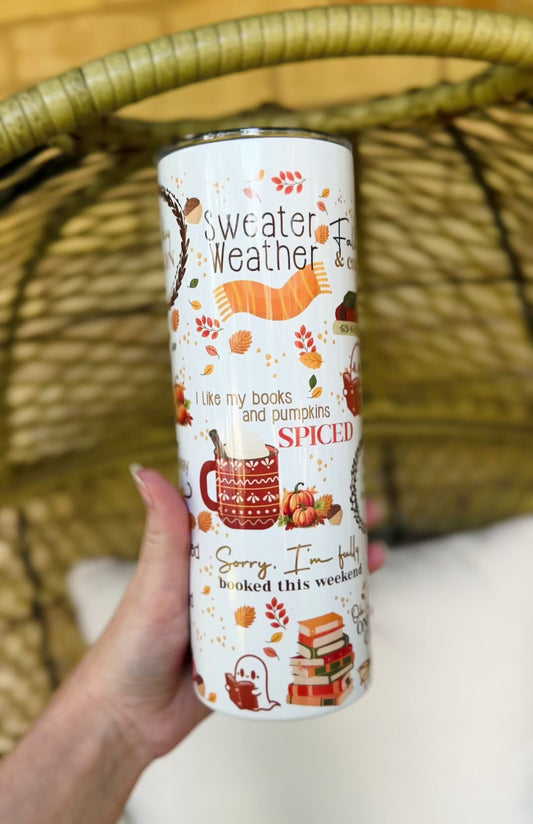 Sweater
Weather
I like my books
and pumpkins
SPICED
Sorry, I'm fully
booked this weekend